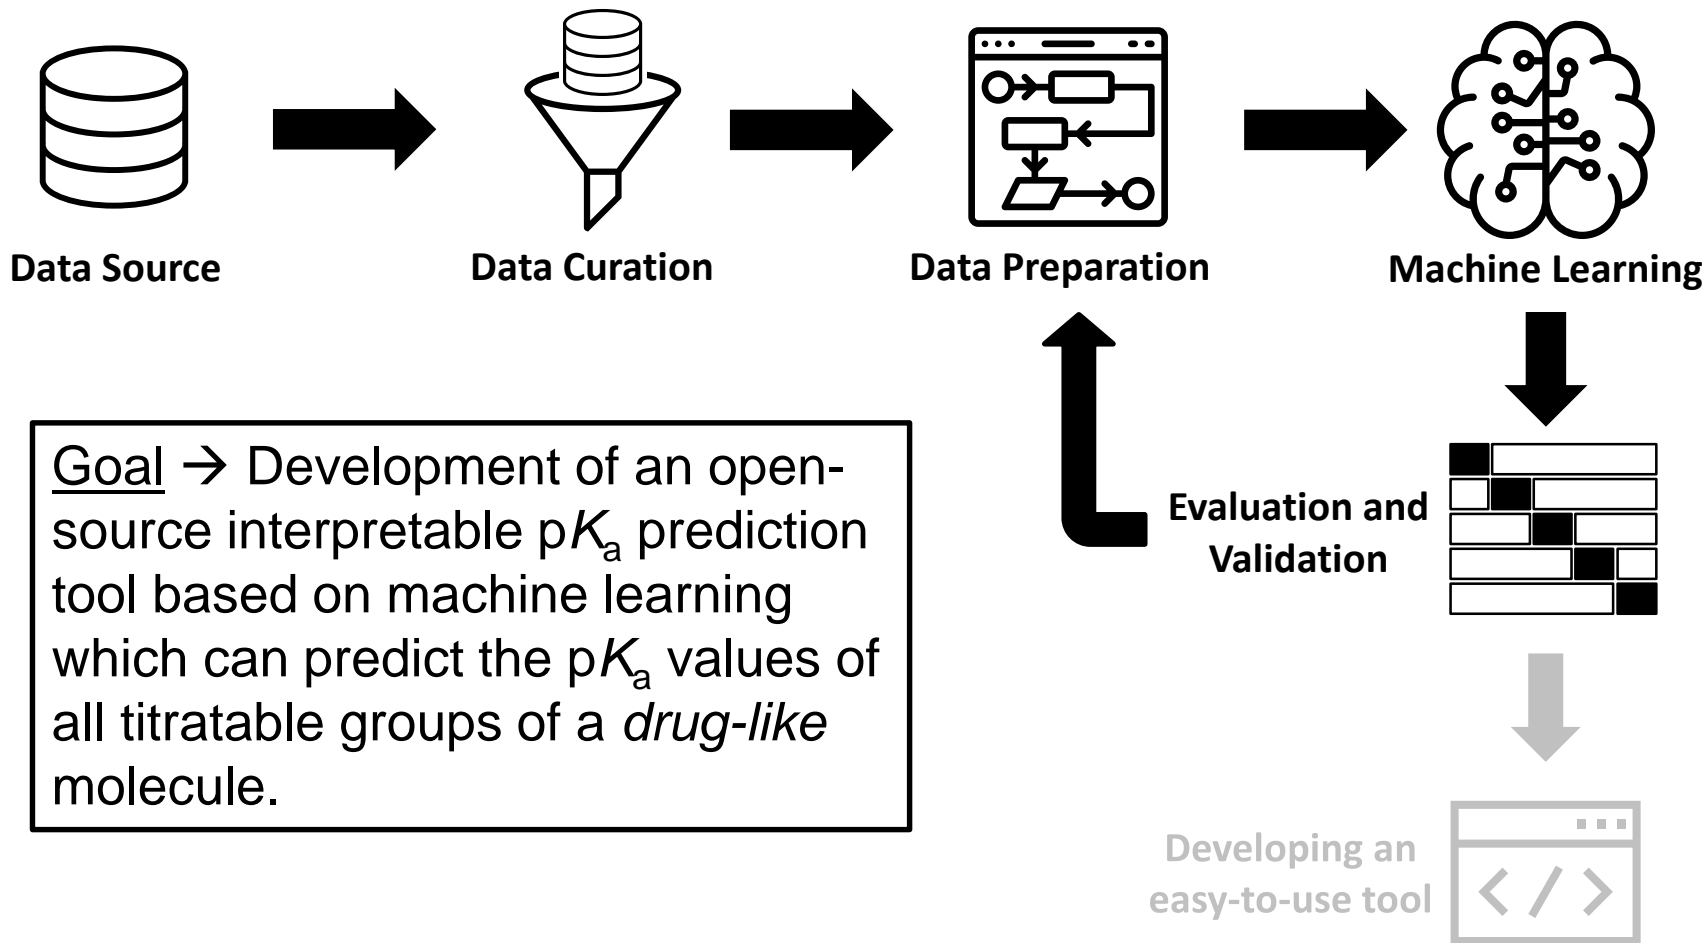 Data Source
Data Curation
Data Preparation
Machine Learning
Goal → Development of an open-
source interpretable pKa prediction
tool based on machine learning
which can predict the pKa values of
all titratable groups of a drug-like
molecule.
Evaluation and
Validation
Developing an
easy-to-use tool